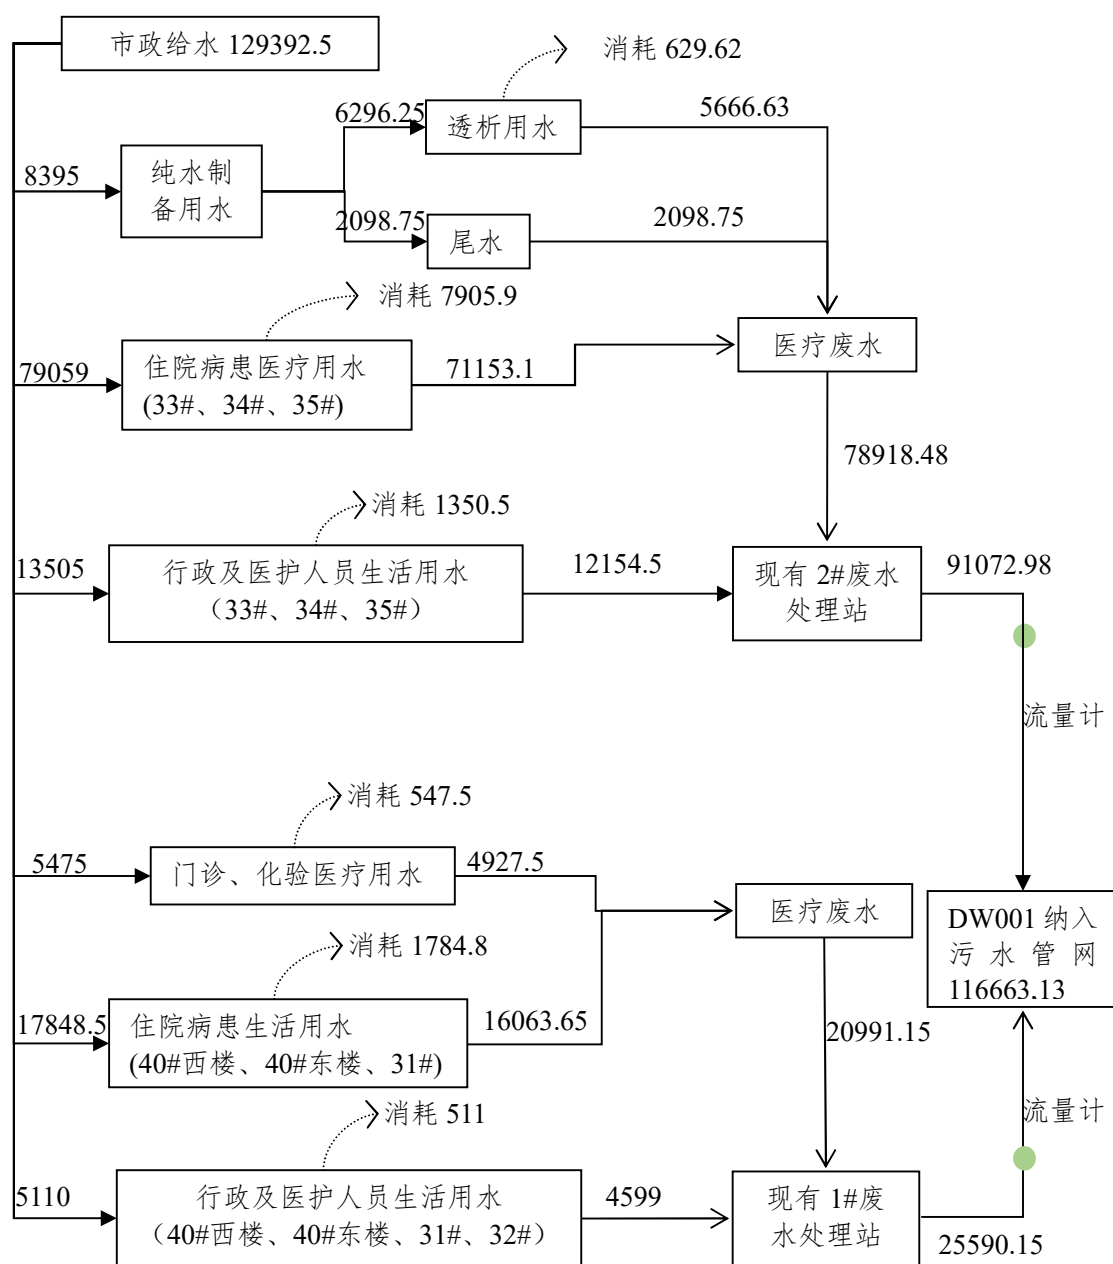 市政给水 129392.5
消耗 629.62
6296.25
透析用水
5666.63
8395
纯水制
备用水
2098.75
尾水
2098.75
消耗 7905.9
医疗废水
79059
住院病患医疗用水
(33#、34#、35#)
71153.1
78918.48
消耗 1350.5
13505
行政及医护人员生活用水
（33#、34#、35#）
12154.5
现有 2#废水
处理站
91072.98
流量计
消耗 547.5
5475
门诊、化验医疗用水
4927.5
医疗废水
DW001 纳入
污水管网
116663.13
消耗 1784.8
17848.5
住院病患生活用水
(40#西楼、40#东楼、31#)
16063.65
20991.15
消耗 511
流量计
5110
行政及医护人员生活用水
（40#西楼、40#东楼、31#、32#）
4599
现有 1#废
水处理站
25590.15